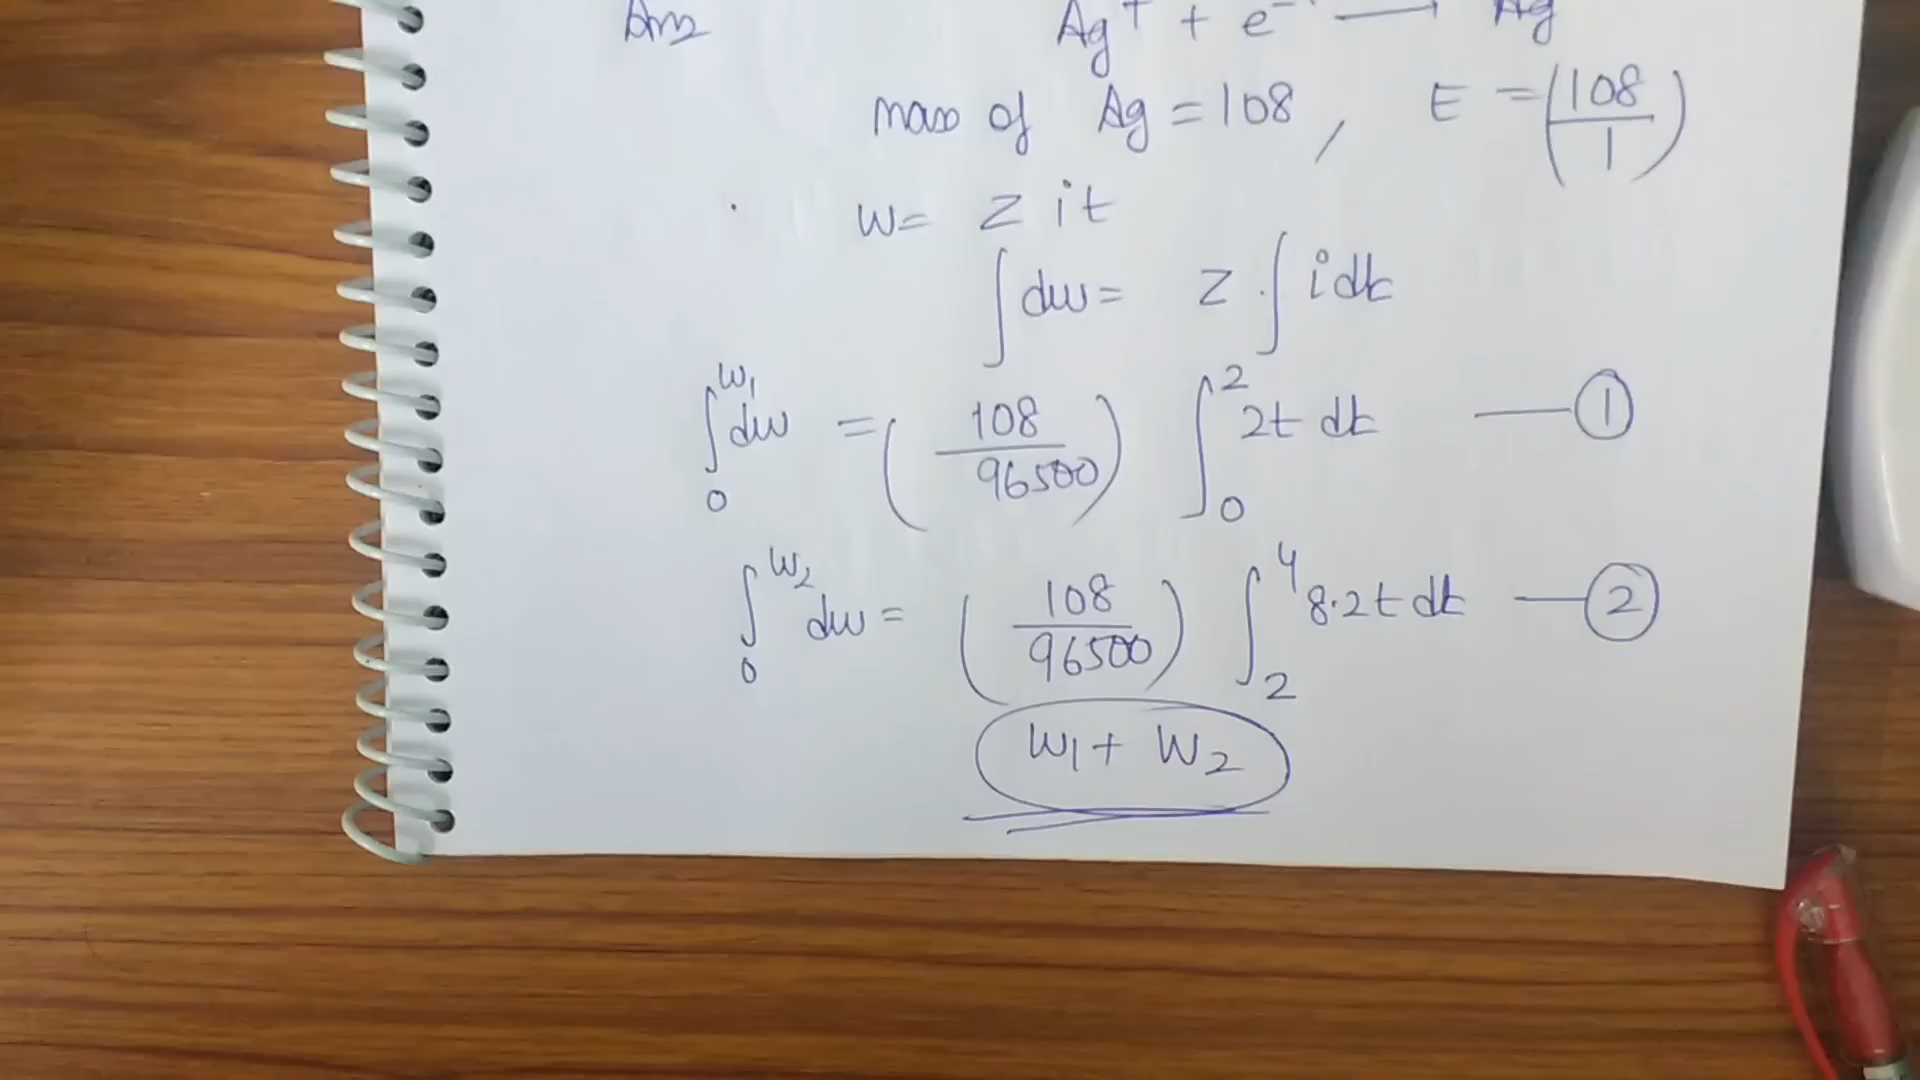 Ans
Ag⁺ + e⁻ ⟶ Ag
mass of Ag = 108 , E = (108/1)
W = Z it
∫dw = Z . ∫ i dt
∫₀^W₁ dw = (108/96500) ∫₀² 2t dt — ①
∫₀^W₂ dw = (108/96500) ∫₂⁴ 8.2t dt — ②
W₁ + W₂